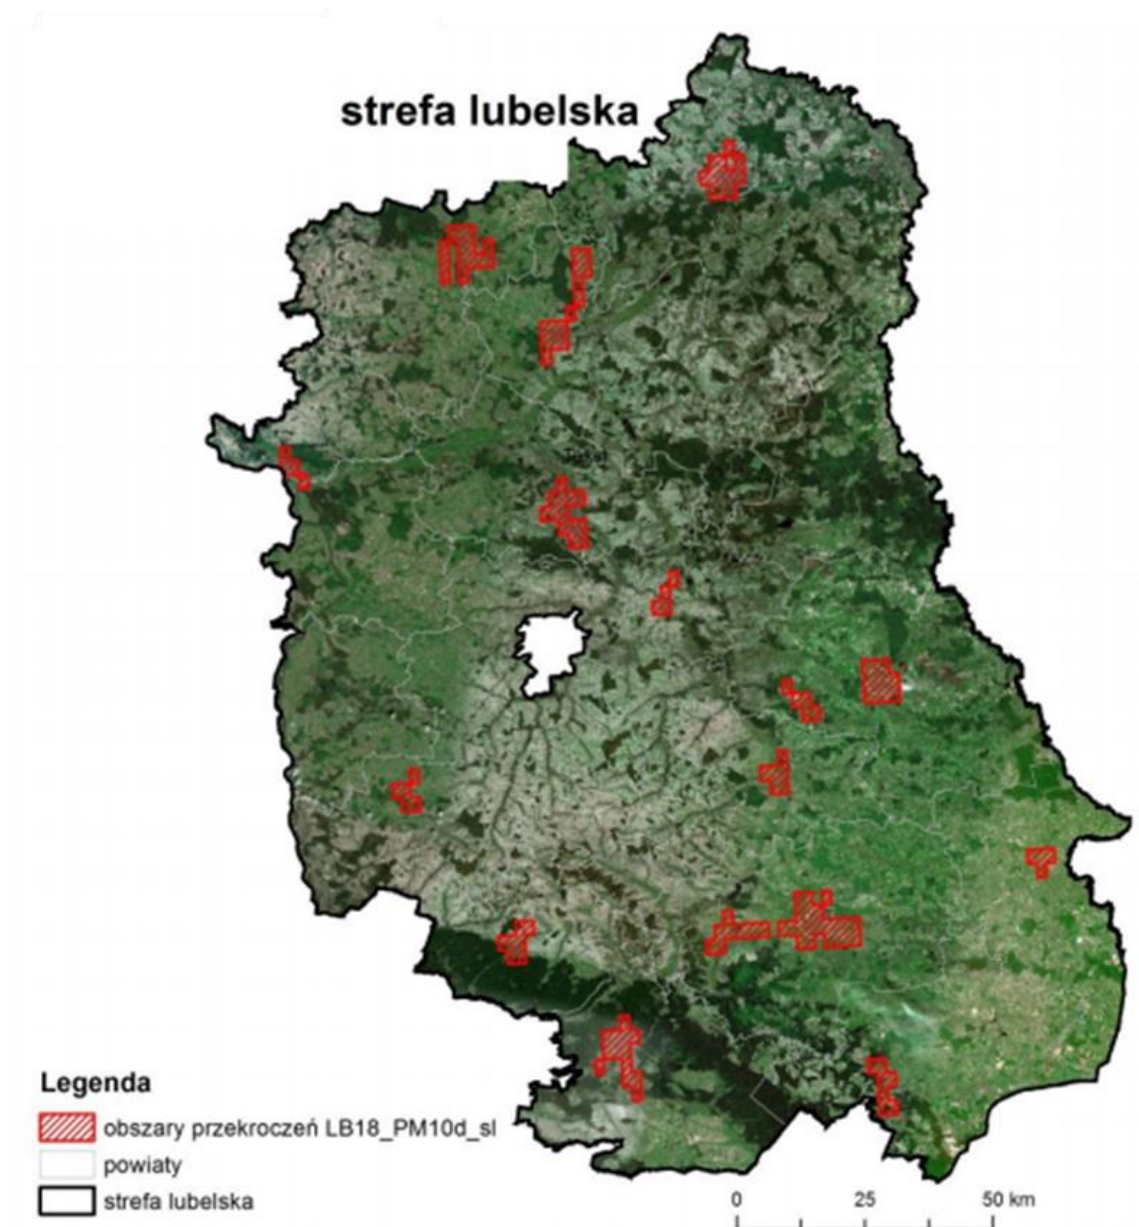 strefa lubelska
Legenda
obszary przekroczeń LB18_PM10d_sl
powiaty
strefa lubelska
0 25 50 km